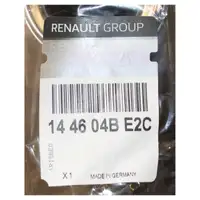 RENAULT GROUP
14 46 04B E2C
X 1 MADE IN GERMANY